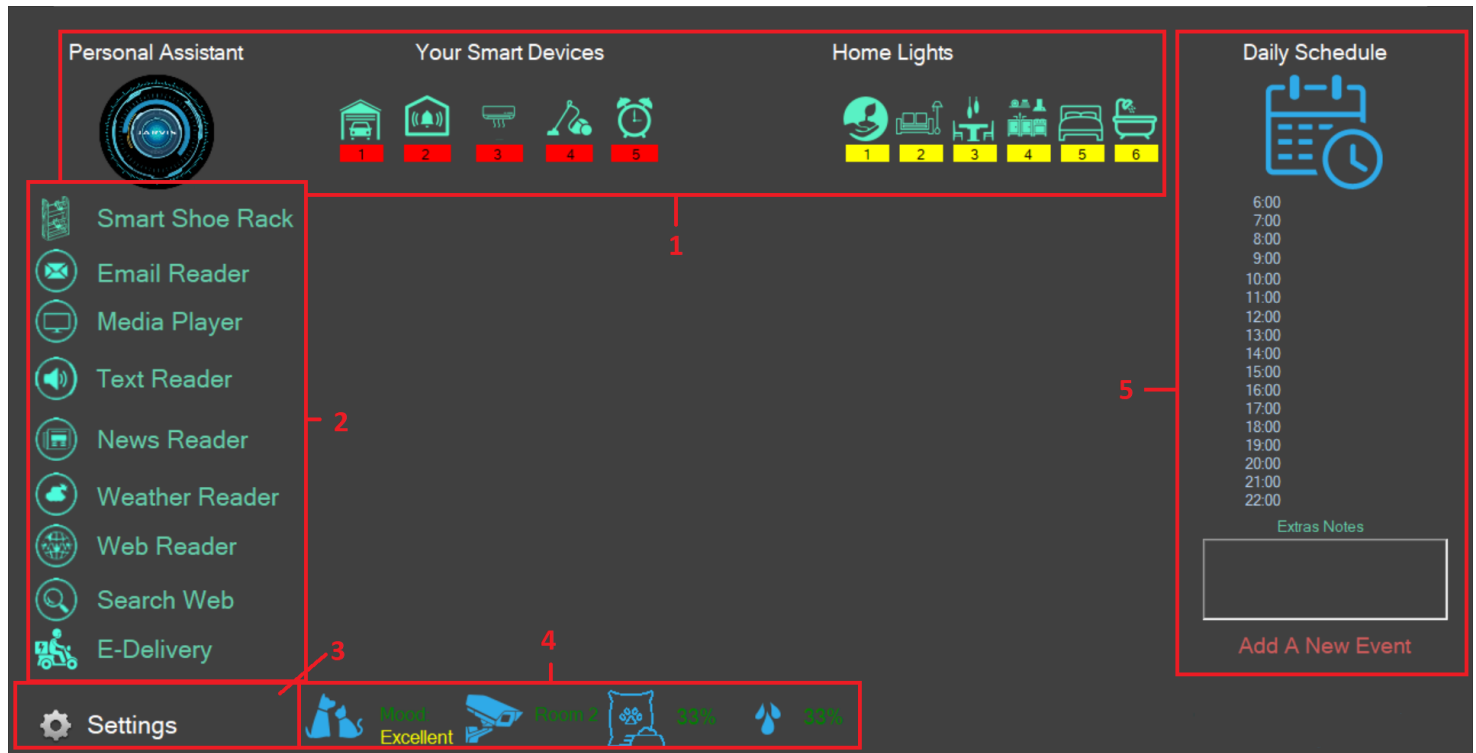 Personal Assistant
Your Smart Devices
Home Lights
Daily Schedule
JARVIS
1 2 3 4 5
1 2 3 4 5 6
1
Smart Shoe Rack
Email Reader
Media Player
Text Reader
News Reader
Weather Reader
Web Reader
Search Web
E-Delivery
2
3
Settings
4
Mood
Excellent
Room 2
33%
33%
5
6:00
7:00
8:00
9:00
10:00
11:00
12:00
13:00
14:00
15:00
16:00
17:00
18:00
19:00
20:00
21:00
22:00
Extras Notes
Add A New Event